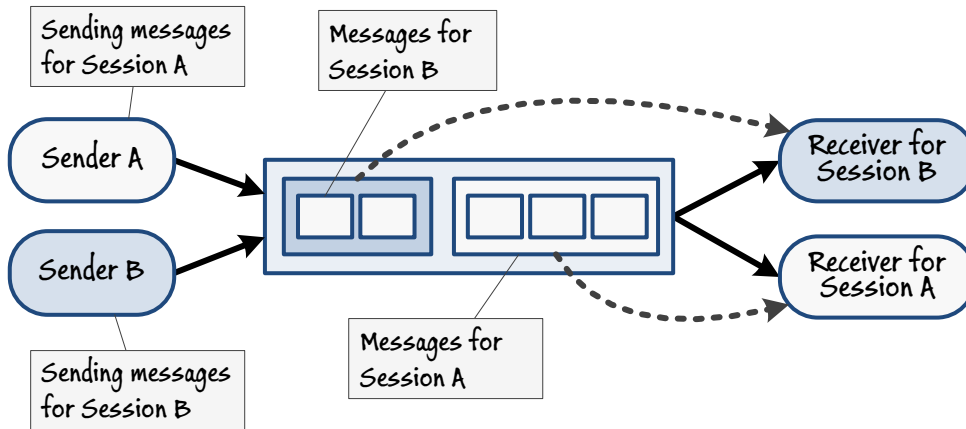 Sending messages
for Session A
Messages for
Session B
Sender A
Receiver for
Session B
Sender B
Receiver for
Session A
Messages for
Session A
Sending messages
for Session B